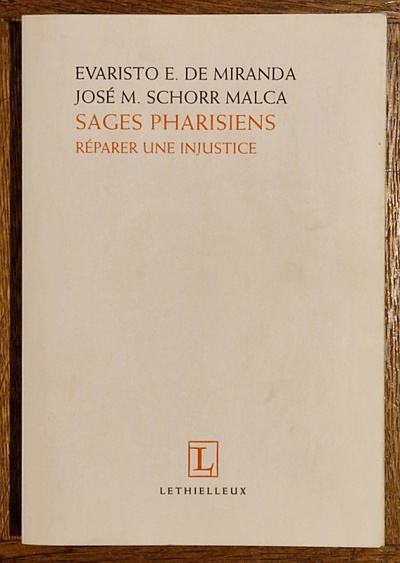 EVARISTO E. DE MIRANDA
JOSÉ M. SCHORR MALCA
SAGES PHARISIENS
RÉPARER UNE INJUSTICE
L
LETHIELLEUX